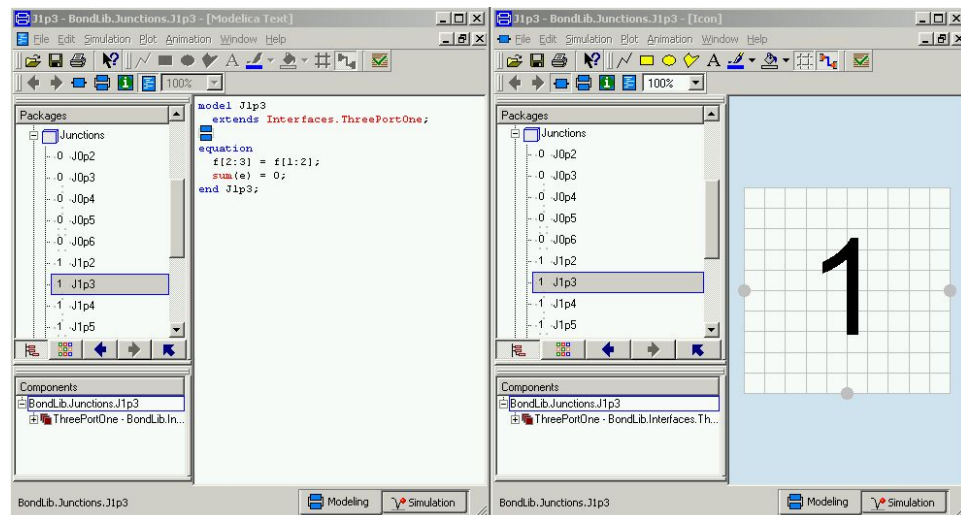 J1p3 - BondLib.Junctions.J1p3 - [Modelica Text]
File Edit Simulation Plot Animation Window Help
100%
Packages
Junctions
0 J0p2
0 J0p3
0 J0p4
0 J0p5
0 J0p6
1 J1p2
1 J1p3
1 J1p4
1 J1p5
Components
BondLib.Junctions.J1p3
ThreePortOne - BondLib.In...
model J1p3
extends Interfaces.ThreePortOne;
equation
f[2:3] = f[1:2];
sum(e) = 0;
end J1p3;
BondLib.Junctions.J1p3
Modeling
Simulation
J1p3 - BondLib.Junctions.J1p3 - [Icon]
File Edit Simulation Plot Animation Window Help
100%
Packages
Junctions
0 J0p2
0 J0p3
0 J0p4
0 J0p5
0 J0p6
1 J1p2
1 J1p3
1 J1p4
1 J1p5
Components
BondLib.Junctions.J1p3
ThreePortOne - BondLib.Interfaces.Th...
1
BondLib.Junctions.J1p3
Modeling
Simulation